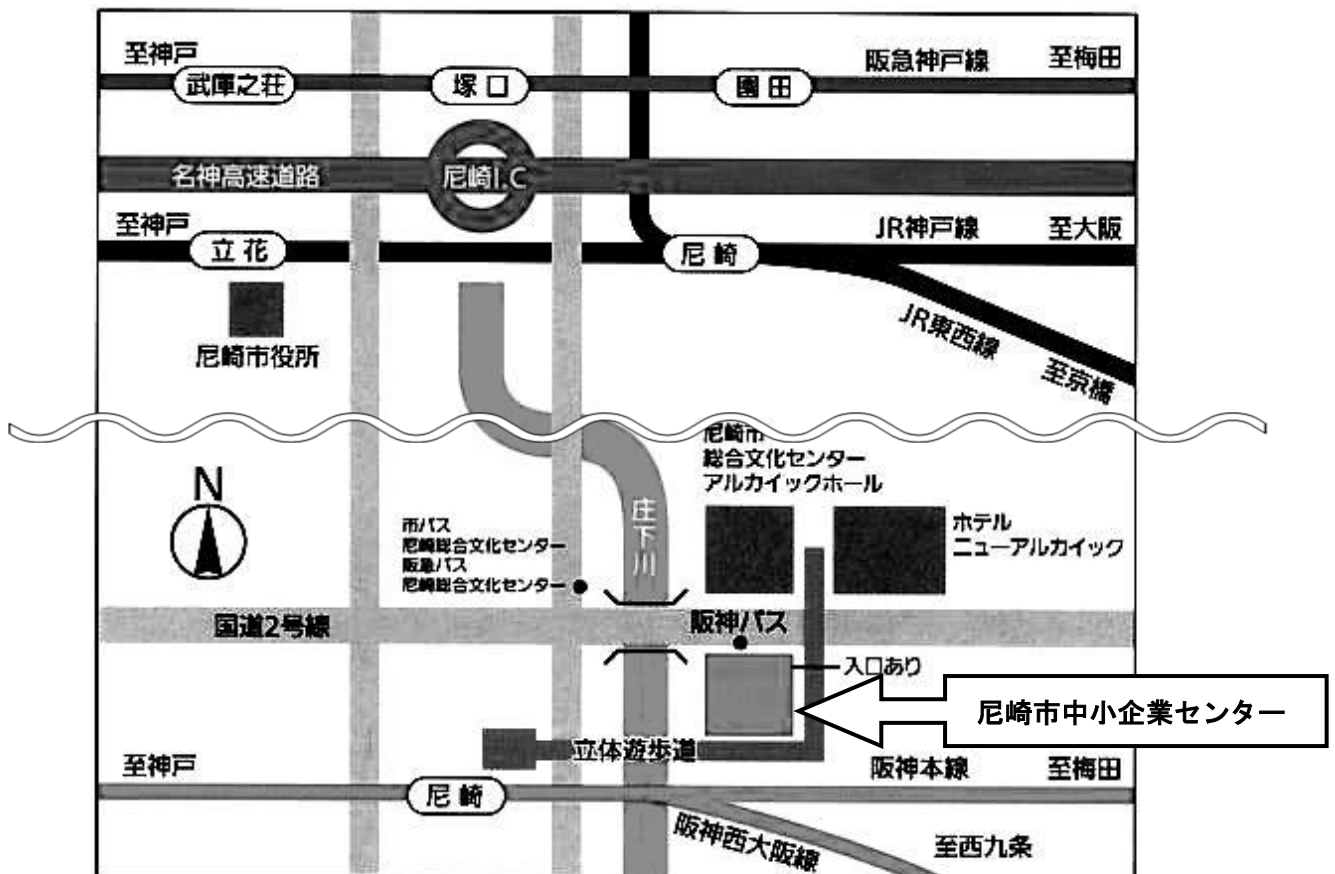 至神戸
阪急神戸線
至梅田
武庫之荘
塚口
園田
名神高速道路
尼崎I.C
至神戸
JR神戸線
至大阪
立花
尼崎
JR東西線
至京橋
尼崎市役所
尼崎市
総合文化センター
アルカイックホール
N
庄下川
市バス
尼崎総合文化センター
阪急バス
尼崎総合文化センター
ホテル
ニューアルカイック
国道2号線
阪神バス
入口あり
尼崎市中小企業センター
立体遊歩道
至神戸
阪神本線
至梅田
尼崎
阪神西大阪線
至西九条